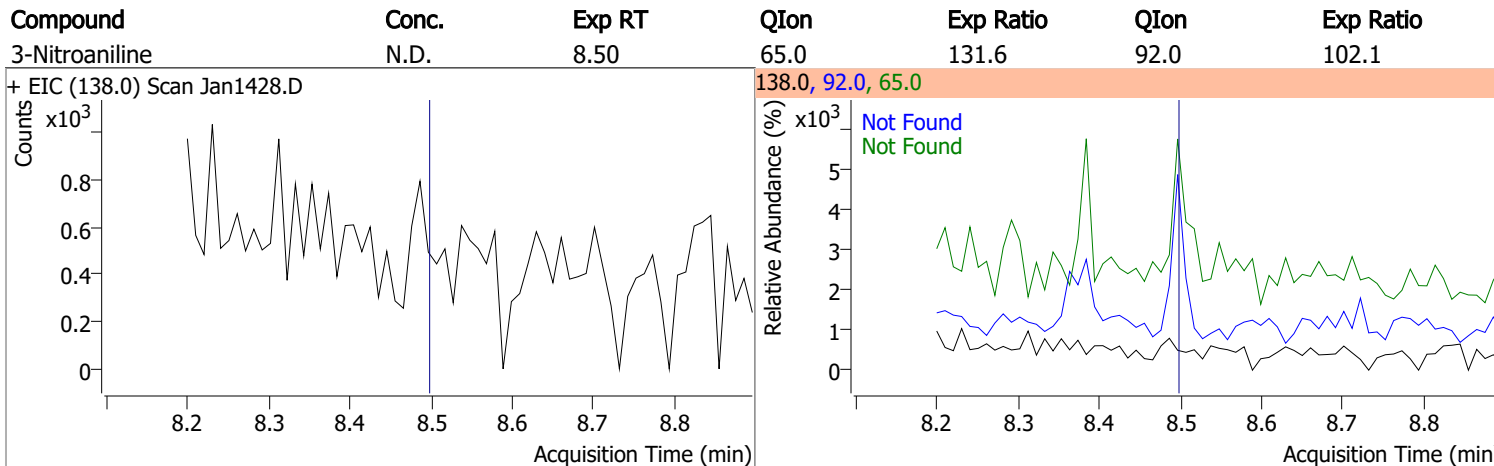 Compound Conc. Exp RT QIon Exp Ratio QIon Exp Ratio
3-Nitroaniline N.D. 8.50 65.0 131.6 92.0 102.1
+ EIC (138.0) Scan Jan1428.D
Counts
x10³
0.8
0.6
0.4
0.2
0
8.2 8.3 8.4 8.5 8.6 8.7 8.8
Acquisition Time (min)
138.0, 92.0, 65.0
Relative Abundance (%)
x10³
Not Found
Not Found
5
4
3
2
1
0
8.2 8.3 8.4 8.5 8.6 8.7 8.8
Acquisition Time (min)